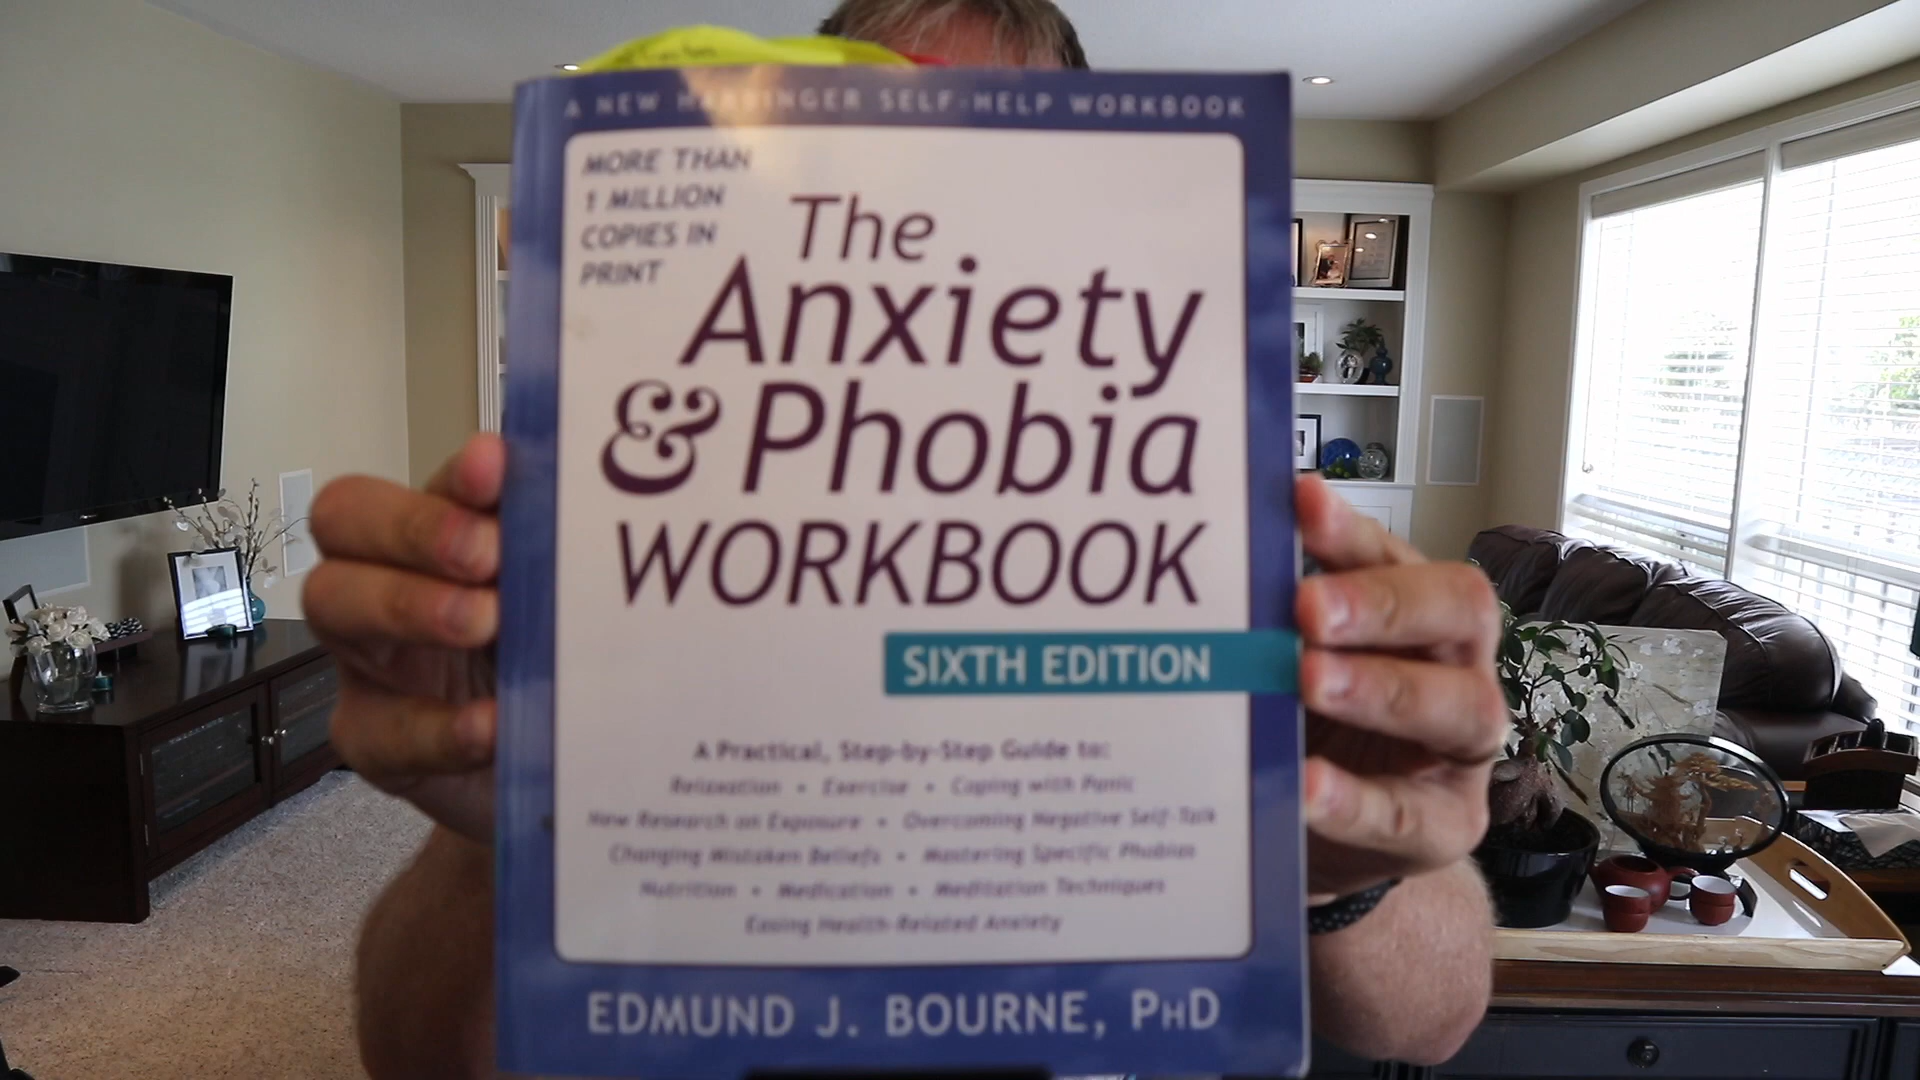 A NEW HARBINGER SELF-HELP WORKBOOK
MORE THAN
1 MILLION
COPIES IN
PRINT
The
Anxiety
& Phobia
WORKBOOK
SIXTH EDITION
A Practical, Step-by-Step Guide to:
Relaxation • Exercise • Coping with Panic
New Research on Exposure • Overcoming Negative Self-Talk
Changing Mistaken Beliefs • Mastering Specific Phobias
Nutrition • Medication • Meditation Techniques
Easing Health-Related Anxiety
EDMUND J. BOURNE, PHD